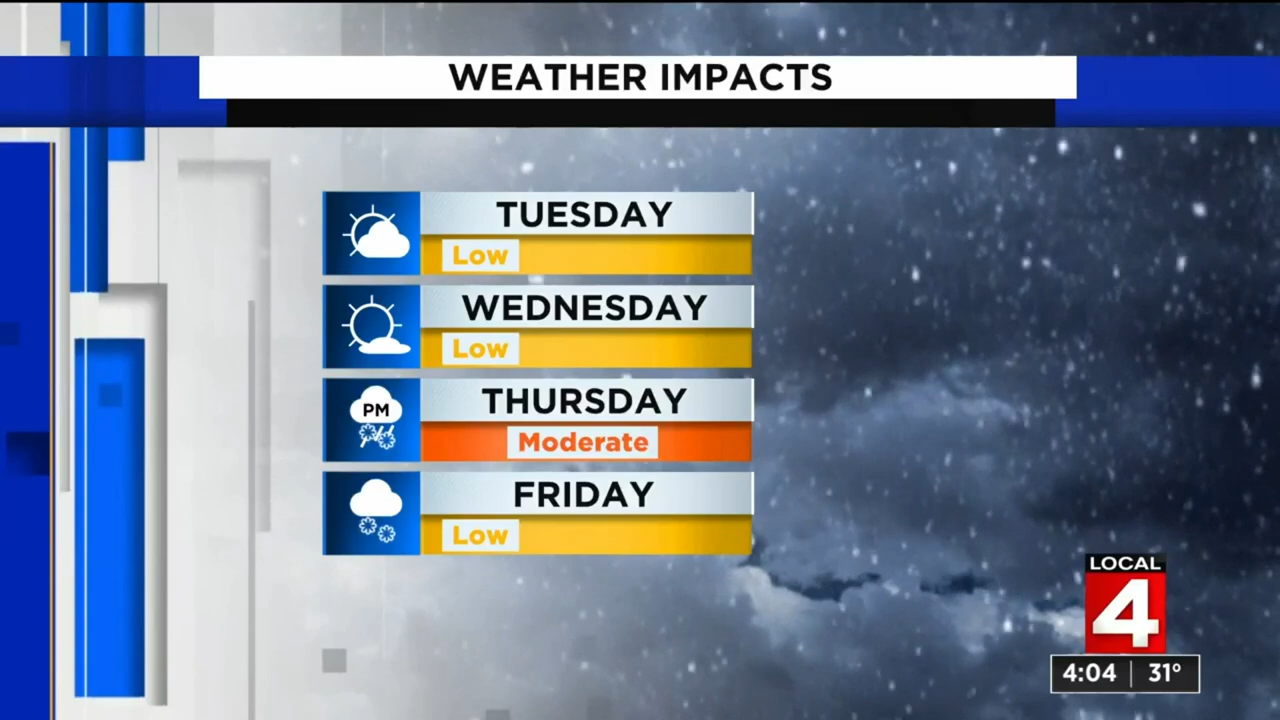 WEATHER IMPACTS
TUESDAY
Low
WEDNESDAY
Low
PM
THURSDAY
Moderate
FRIDAY
Low
LOCAL
4
4:04 31°